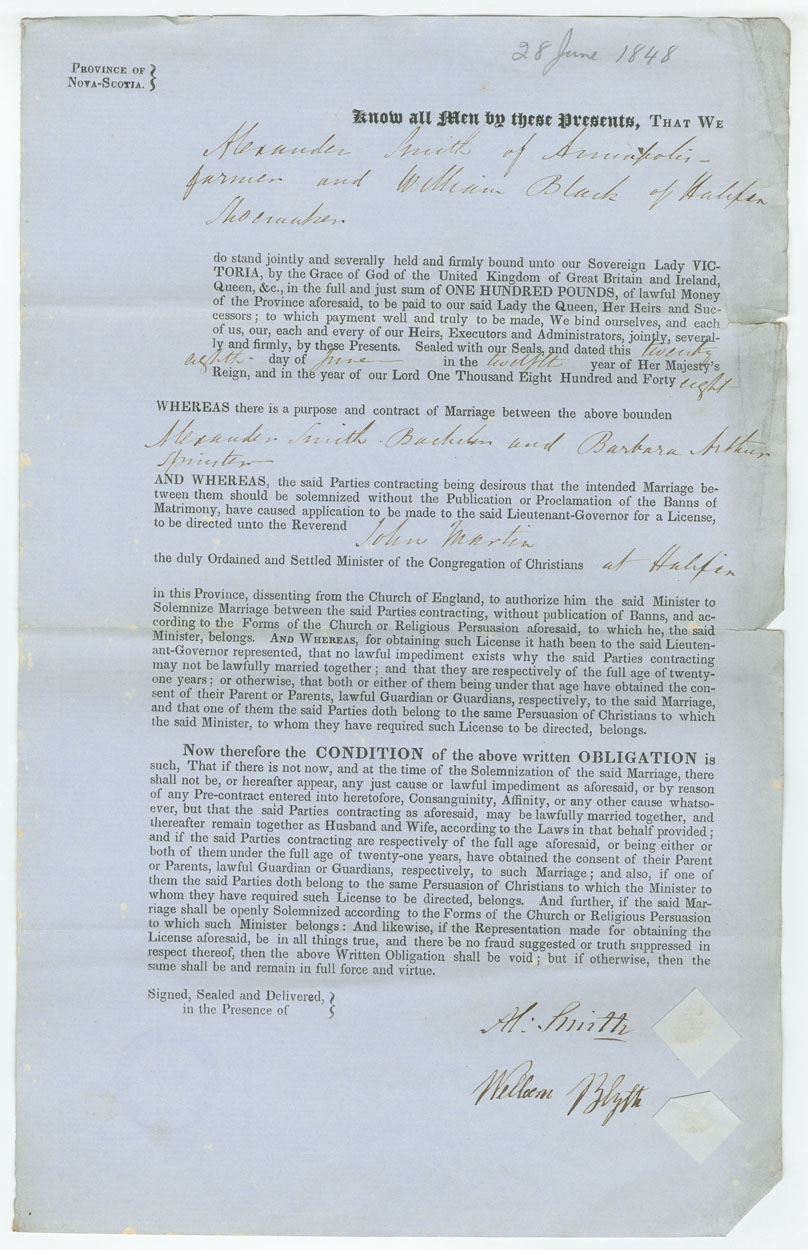 28 June 1848
PROVINCE OF
NOVA-SCOTIA.
Know all Men by these Presents, THAT WE
Alexander Smith of Annapolis -
farmer and William Black of Halifax
Shoemaker
do stand jointly and severally held and firmly bound unto our Sovereign Lady VIC-
TORIA, by the Grace of God of the United Kingdom of Great Britain and Ireland,
Queen, &c., in the full and just sum of ONE HUNDRED POUNDS, of lawful Money
of the Province aforesaid, to be paid to our said Lady the Queen, Her Heirs and Suc-
cessors; to which payment well and truly to be made, We bind ourselves, and each
of us, our, each and every of our Heirs, Executors and Administrators, jointly, several-
ly and firmly, by these Presents. Sealed with our Seals, and dated this twenty
eighth - day of June in the twelfth year of Her Majesty's
Reign, and in the year of our Lord One Thousand Eight Hundred and Forty eight
WHEREAS there is a purpose and contract of Marriage between the above bounden
Alexander Smith Bachelor and Barbara Arthur
Spinster
AND WHEREAS, the said Parties contracting being desirous that the intended Marriage be-
tween them should be solemnized without the Publication or Proclamation of the Banns of
Matrimony, have caused application to be made to the said Lieutenant-Governor for a License,
to be directed unto the Reverend
John Martin
the duly Ordained and Settled Minister of the Congregation of Christians at Halifax
in this Province, dissenting from the Church of England, to authorize him the said Minister to
Solemnize Marriage between the said Parties contracting, without publication of Banns, and ac-
cording to the Forms of the Church or Religious Persuasion aforesaid, to which he, the said
Minister, belongs. AND WHEREAS, for obtaining such License it hath been to the said Lieuten-
ant-Governor represented, that no lawful impediment exists why the said Parties contracting
may not be lawfully married together; and that they are respectively of the full age of twenty-
one years; or otherwise, that both or either of them being under that age have obtained the con-
sent of their Parent or Parents, lawful Guardian or Guardians, respectively, to the said Marriage,
and that one of them the said Parties doth belong to the same Persuasion of Christians to which
the said Minister, to whom they have required such License to be directed, belongs.
Now therefore the CONDITION of the above written OBLIGATION is
such, That if there is not now, and at the time of the Solemnization of the said Marriage, there
shall not be, or hereafter appear, any just cause or lawful impediment as aforesaid, or by reason
of any Pre-contract entered into heretofore, Consanguinity, Affinity, or any other cause whatso-
ever, but that the said Parties contracting as aforesaid, may be lawfully married together, and
thereafter remain together as Husband and Wife, according to the Laws in that behalf provided;
and if the said Parties contracting are respectively of the full age aforesaid, or being either or
both of them under the full age of twenty-one years, have obtained the consent of their Parent
or Parents, lawful Guardian or Guardians, respectively, to such Marriage; and also, if one of
them the said Parties doth belong to the same Persuasion of Christians to which the Minister to
whom they have required such License to be directed, belongs. And further, if the said Mar-
riage shall be openly Solemnized according to the Forms of the Church or Religious Persuasion
to which such Minister belongs: And likewise, if the Representation made for obtaining the
License aforesaid, be in all things true, and there be no fraud suggested or truth suppressed in
respect thereof, then the above Written Obligation shall be void; but if otherwise, then the
same shall be and remain in full force and virtue.
Signed, Sealed and Delivered,
in the Presence of
Al: Smith
William Blyth